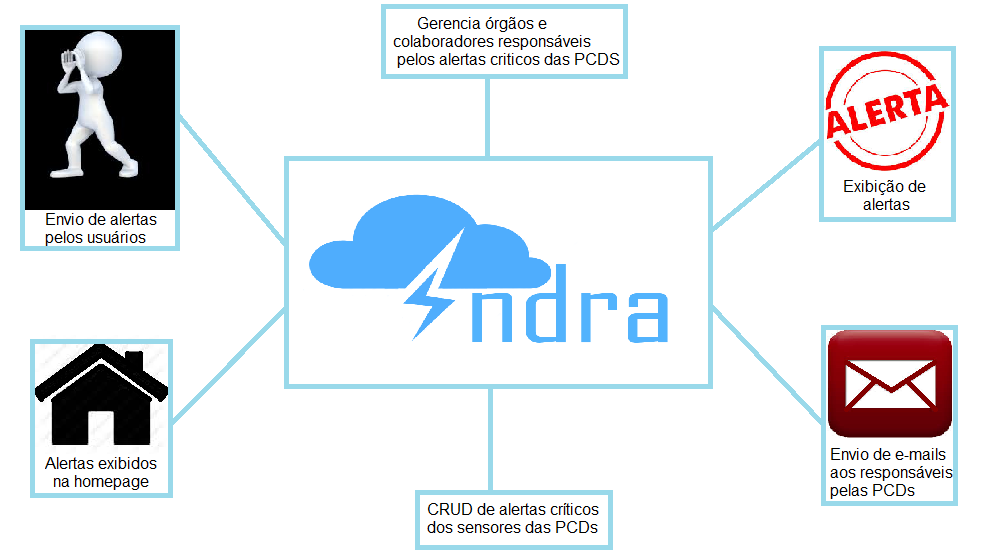 Gerencia órgãos e
colaboradores responsáveis
pelos alertas criticos das PCDS
Envio de alertas
pelos usuários
ALERTA
Exibição de
alertas
ndra
Alertas exibidos
na homepage
Envio de e-mails
aos responsáveis
pelas PCDs
CRUD de alertas críticos
dos sensores das PCDs